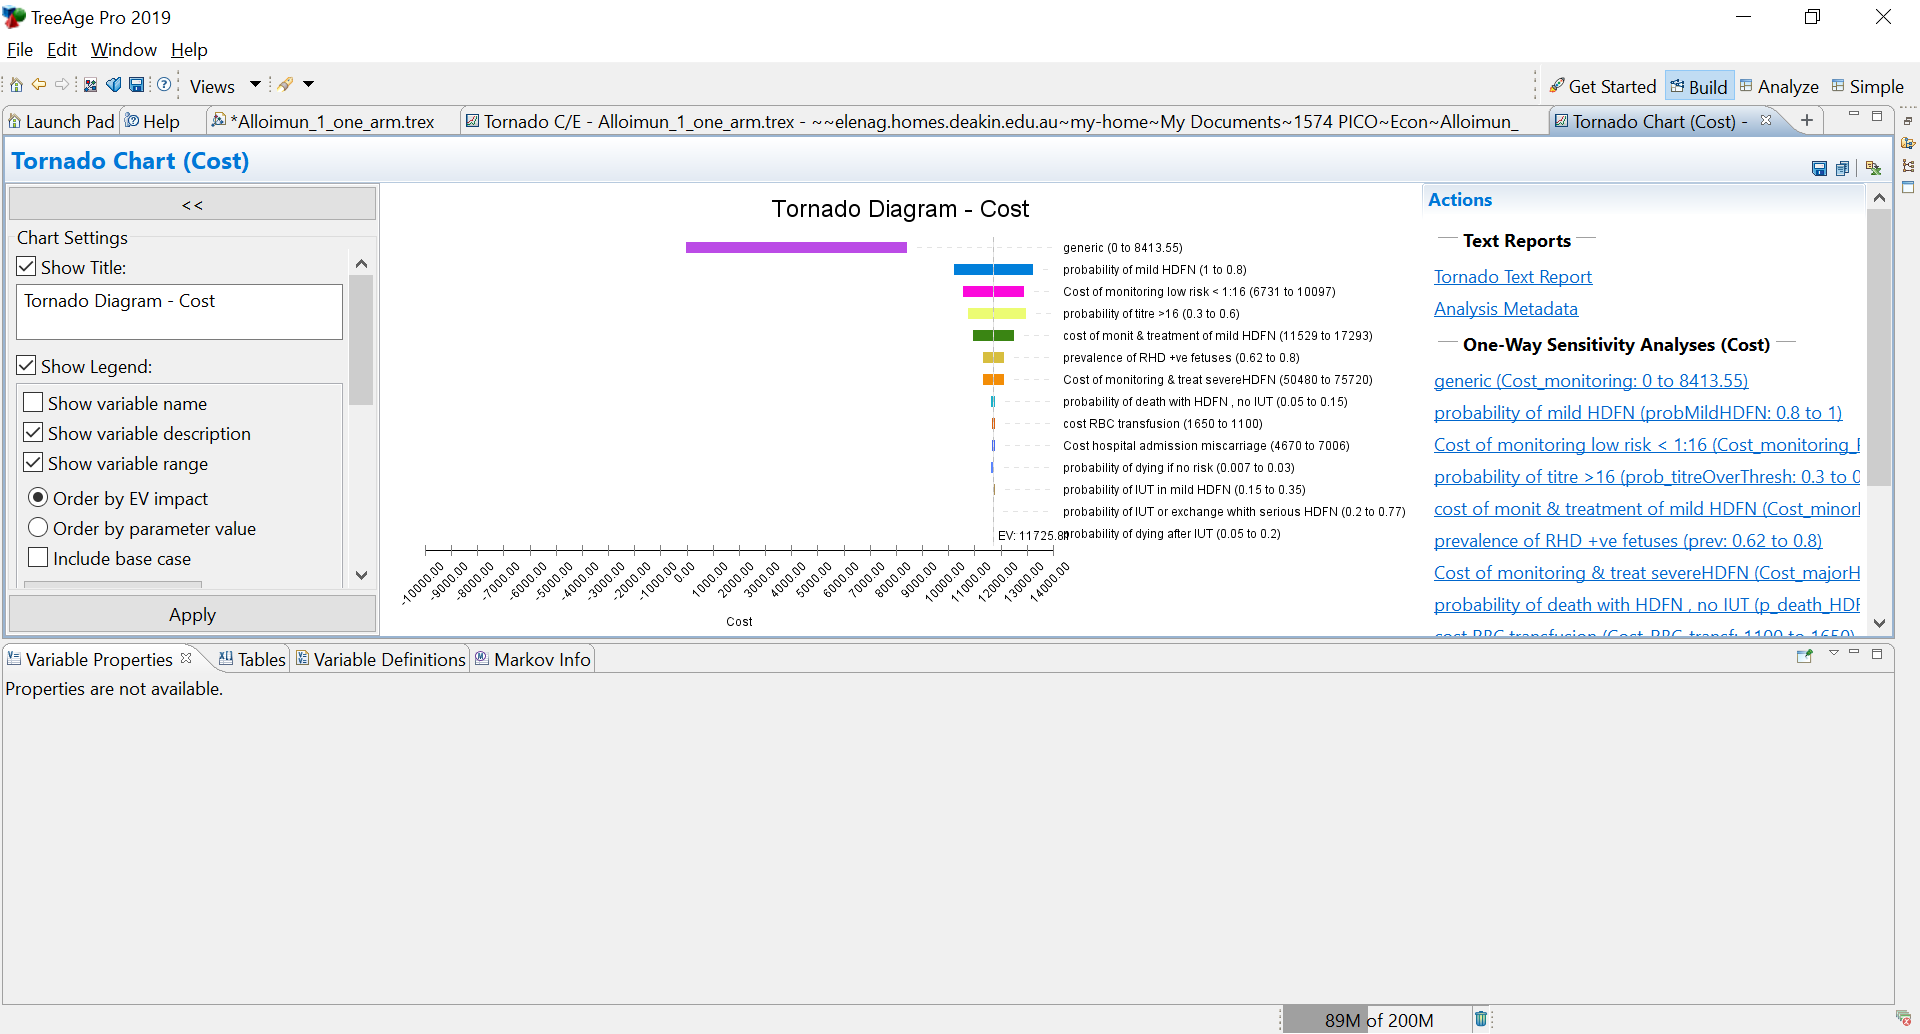 TreeAge Pro 2019
File Edit Window Help
Views
Get Started Build Analyze Simple
Launch Pad Help *Alloimun_1_one_arm.trex Tornado C/E - Alloimun_1_one_arm.trex - ~~elenag.homes.deakin.edu.au~my-home~My Documents~1574 PICO~Econ~Alloimun_ Tornado Chart (Cost) -
Tornado Chart (Cost)
<<
Chart Settings
Show Title:
Tornado Diagram - Cost
Show Legend:
Show variable name
Show variable description
Show variable range
Order by EV impact
Order by parameter value
Include base case
Apply
Tornado Diagram - Cost
generic (0 to 8413.55)
probability of mild HDFN (1 to 0.8)
Cost of monitoring low risk < 1:16 (6731 to 10097)
probability of titre >16 (0.3 to 0.6)
cost of monit & treatment of mild HDFN (11529 to 17293)
prevalence of RHD +ve fetuses (0.62 to 0.8)
Cost of monitoring & treat severeHDFN (50480 to 75720)
probability of death with HDFN , no IUT (0.05 to 0.15)
cost RBC transfusion (1650 to 1100)
Cost hospital admission miscarriage (4670 to 7006)
probability of dying if no risk (0.007 to 0.03)
probability of IUT in mild HDFN (0.15 to 0.35)
probability of IUT or exchange whith serious HDFN (0.2 to 0.77)
EV: 11725.81 probability of dying after IUT (0.05 to 0.2)
-10000.00 -9000.00 -8000.00 -7000.00 -6000.00 -5000.00 -4000.00 -3000.00 -2000.00 -1000.00 0.00 1000.00 2000.00 3000.00 4000.00 5000.00 6000.00 7000.00 8000.00 9000.00 10000.00 11000.00 12000.00 13000.00 14000.00
Cost
Actions
Text Reports
Tornado Text Report
Analysis Metadata
One-Way Sensitivity Analyses (Cost)
generic (Cost_monitoring: 0 to 8413.55)
probability of mild HDFN (probMildHDFN: 0.8 to 1)
Cost of monitoring low risk < 1:16 (Cost_monitoring_
probability of titre >16 (prob_titreOverThresh: 0.3 to 0
cost of monit & treatment of mild HDFN (Cost_minor
prevalence of RHD +ve fetuses (prev: 0.62 to 0.8)
Cost of monitoring & treat severeHDFN (Cost_majorH
probability of death with HDFN , no IUT (p_death_HDF
cost RBC transfusion (Cost_RBC_transf: 1100 to 1650)
Variable Properties Tables Variable Definitions Markov Info
Properties are not available.
89M of 200M